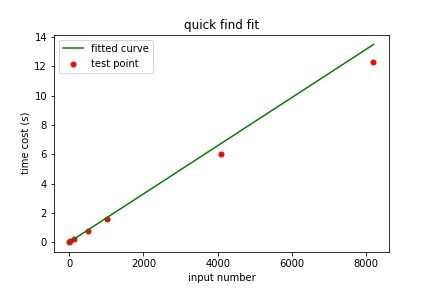 quick find fit
fitted curve
test point
14
12
10
8
6
4
2
0
time cost (s)
0 2000 4000 6000 8000
input number